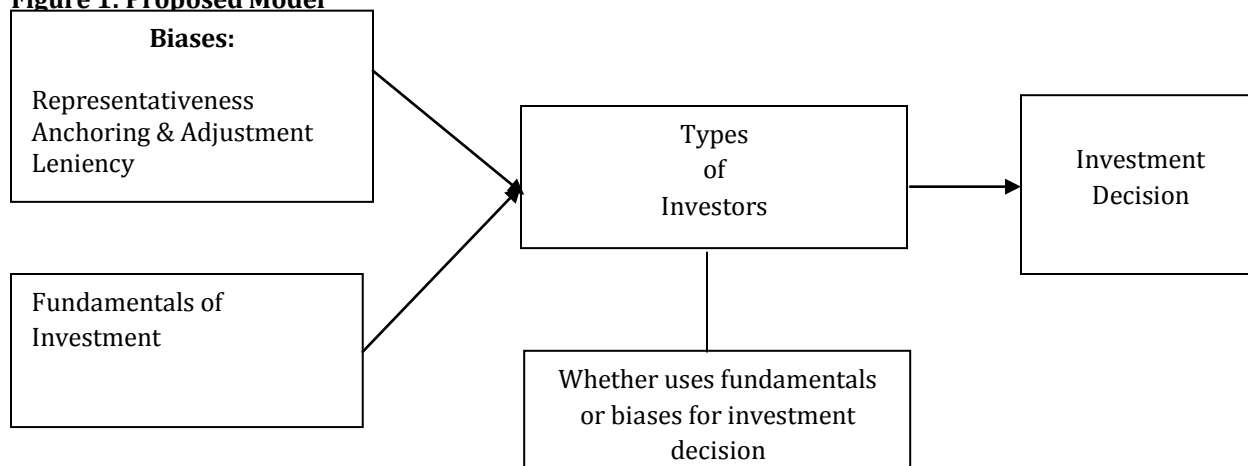 Figure 1: Proposed Model
Biases:
Representativeness
Anchoring & Adjustment
Leniency
Types
of
Investors
Investment
Decision
Fundamentals of
Investment
Whether uses fundamentals
or biases for investment
decision